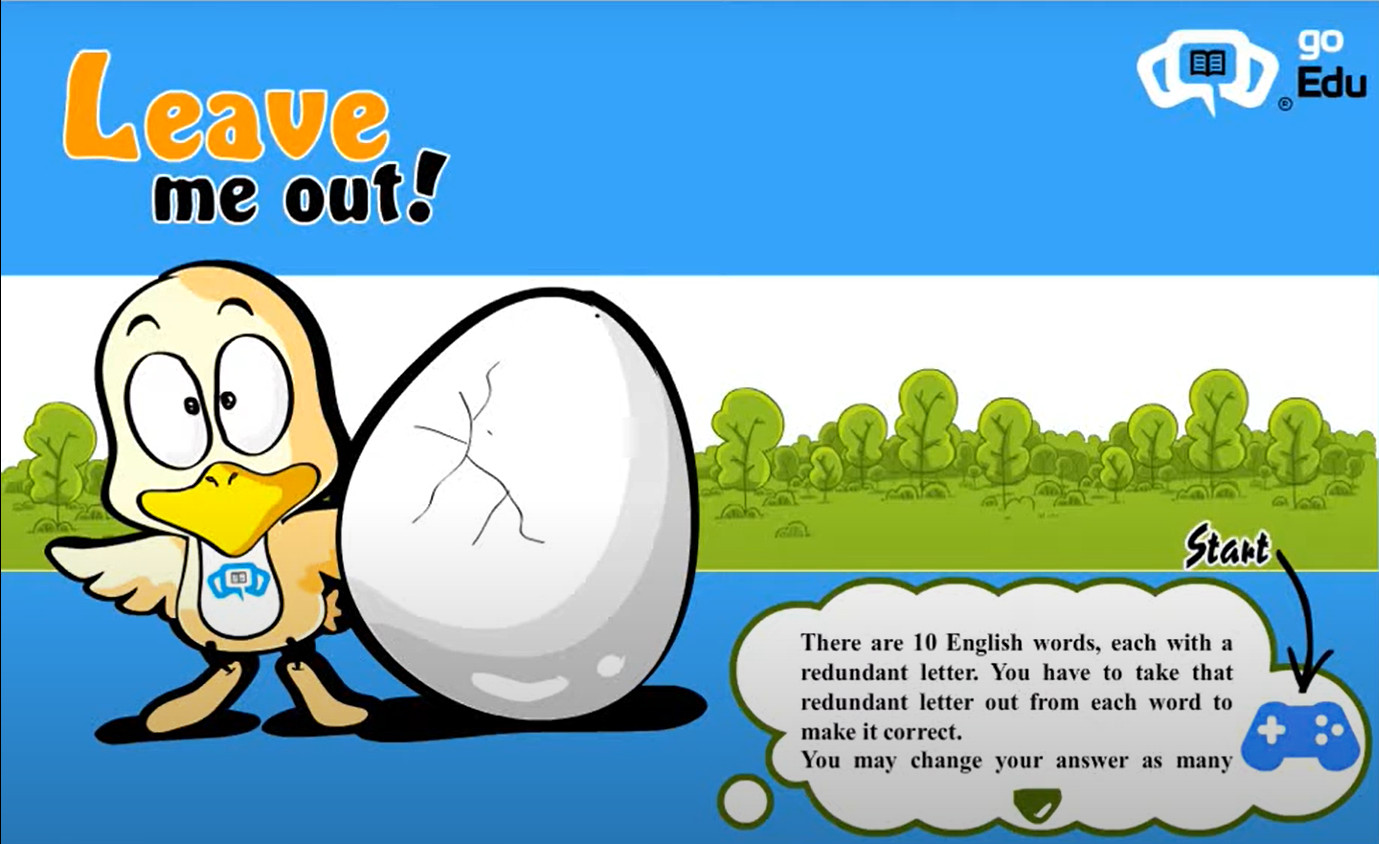 Leave
me out!
go
Edu
®
Start
There are 10 English words, each with a
redundant letter. You have to take that
redundant letter out from each word to
make it correct.
You may change your answer as many